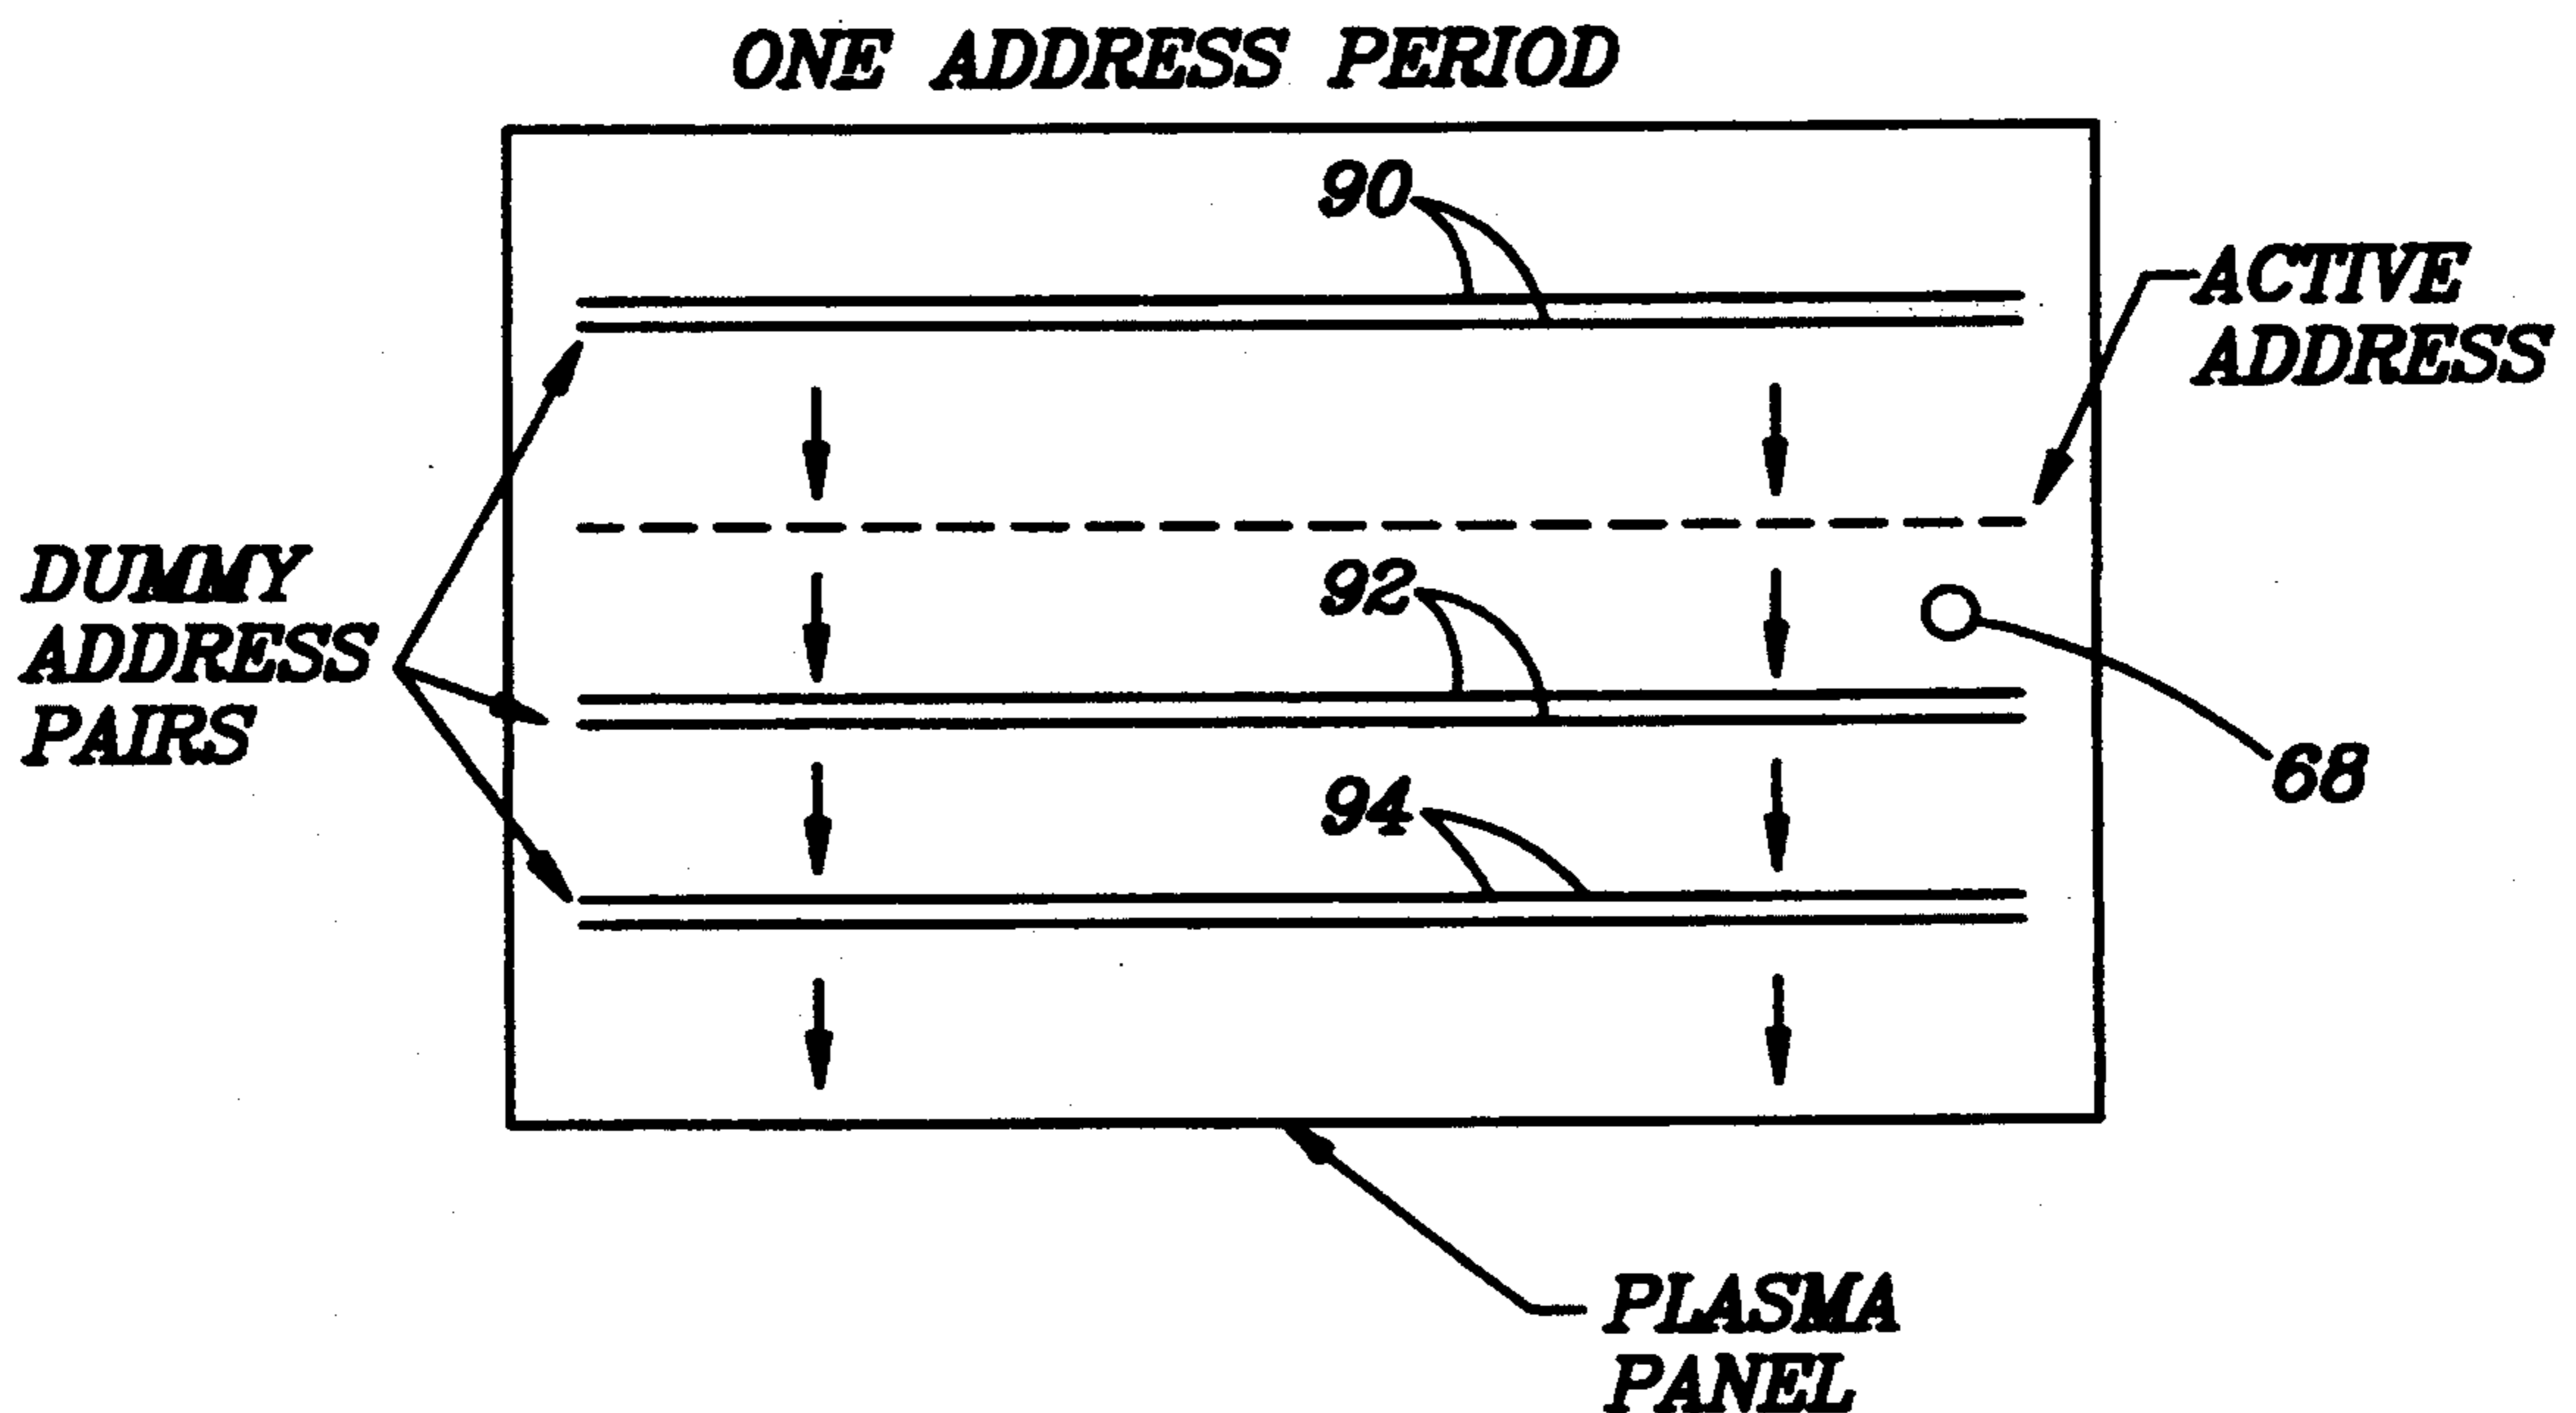 ONE ADDRESS PERIOD
90
ACTIVE
ADDRESS
DUMMY
ADDRESS
PAIRS
92
68
94
PLASMA
PANEL